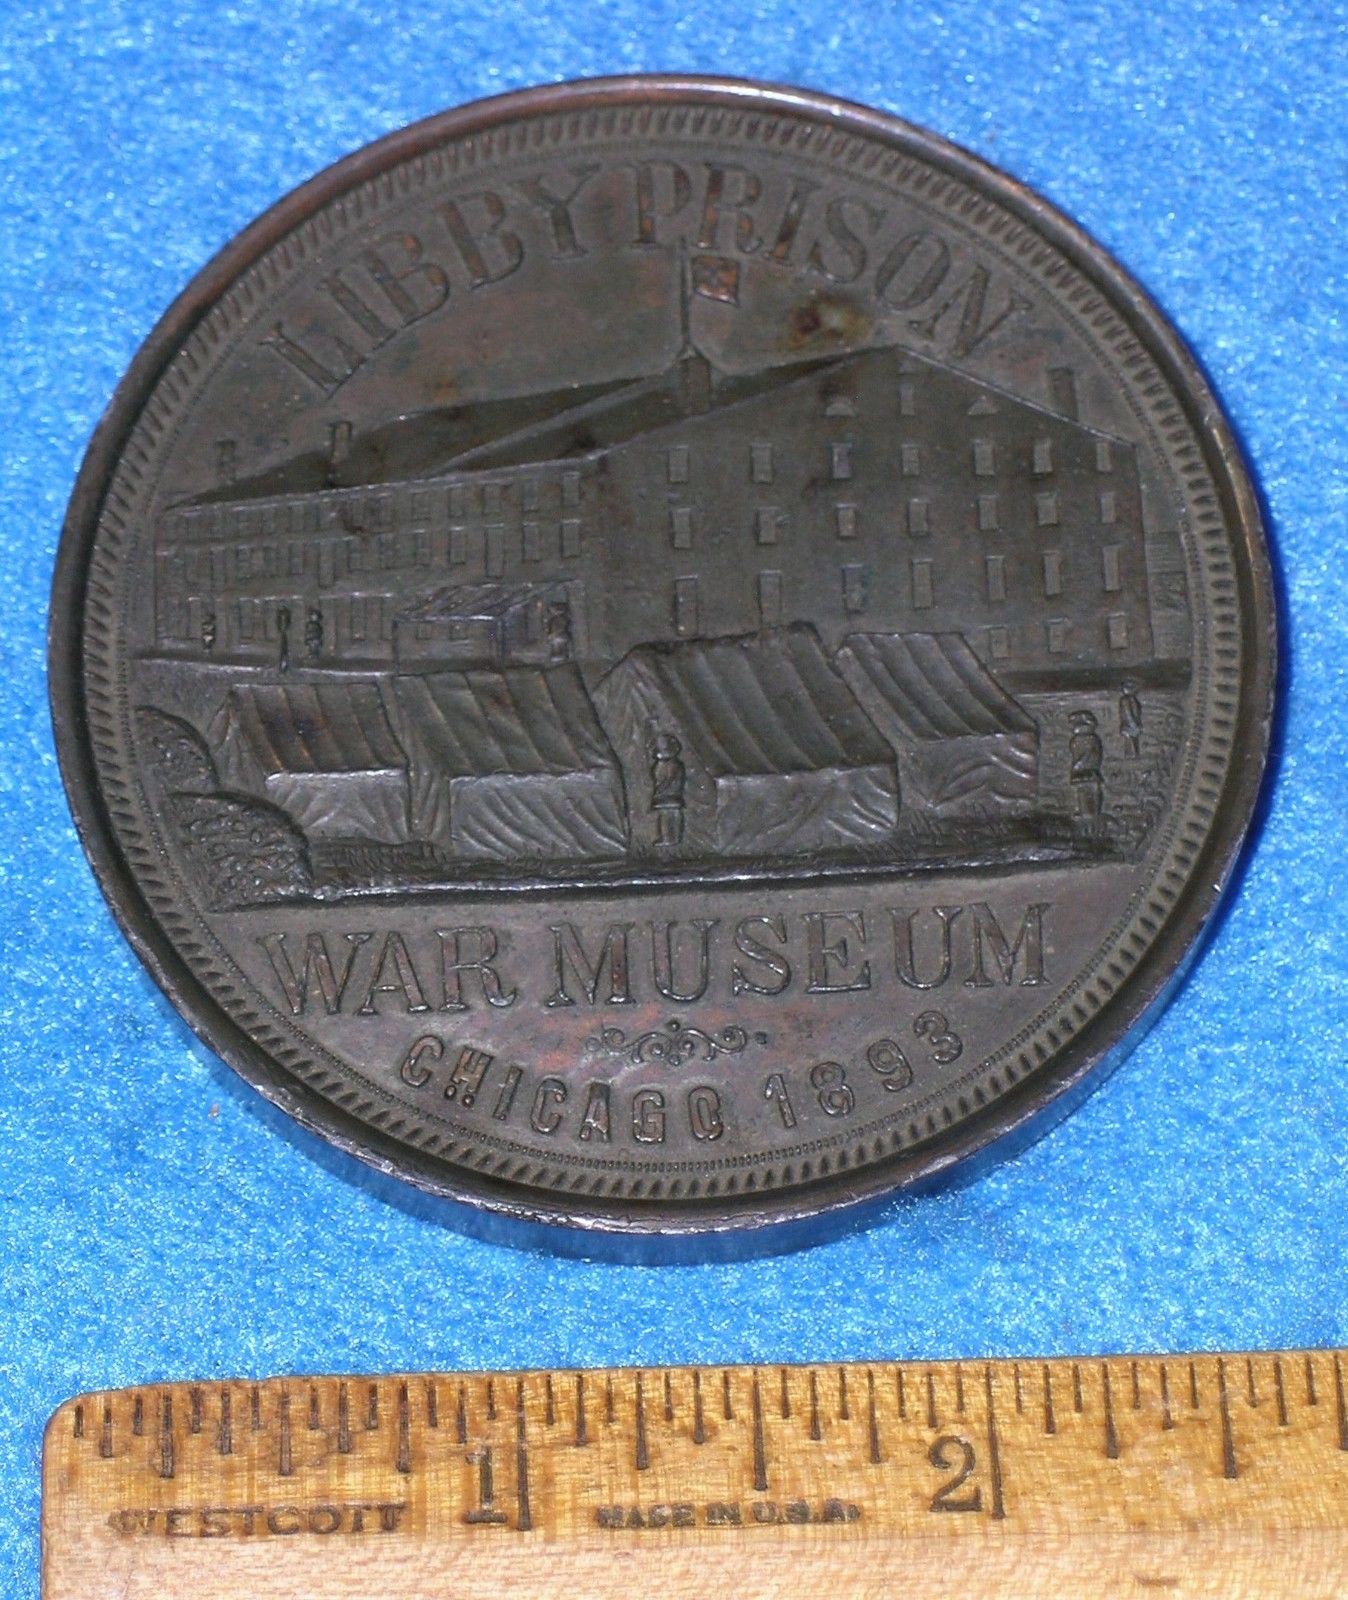 LIBBY PRISON
WAR MUSEUM
CHICAGO 1893
1 2
WESTCOTT MADE IN U.S.A.